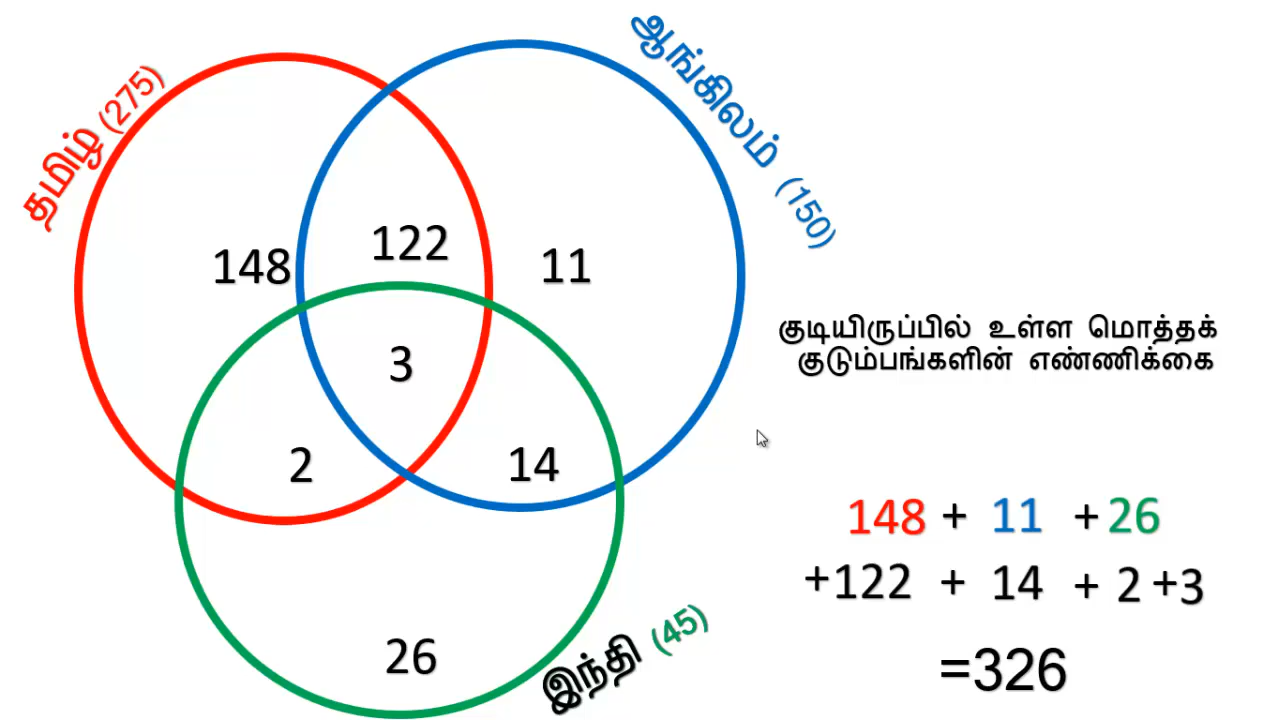 தமிழ் (275)
ஆங்கிலம் (150)
148
122
11
3
2
14
26
இந்தி (45)
குடியிருப்பில் உள்ள மொத்தக்
குடும்பங்களின் எண்ணிக்கை
148 + 11 + 26
+122 + 14 + 2 +3
=326